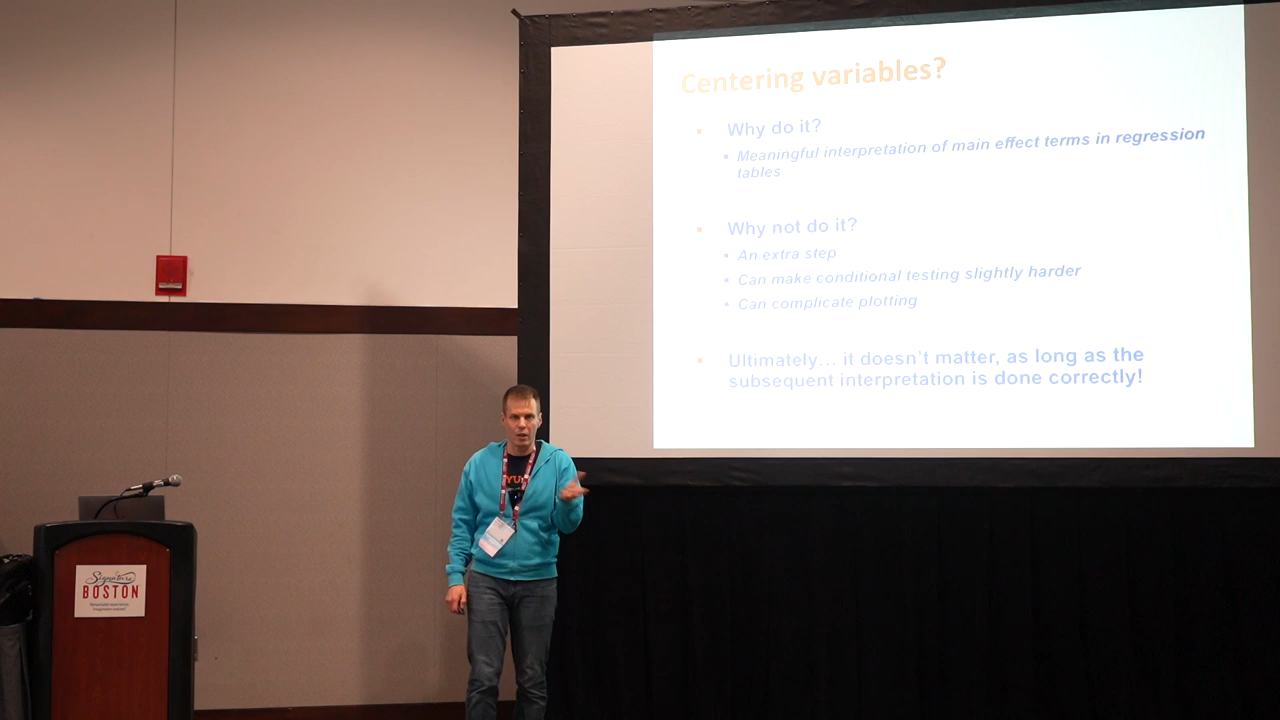 Centering variables?
Why do it?
Meaningful interpretation of main effect terms in regression
tables
Why not do it?
An extra step
Can make conditional testing slightly harder
Can complicate plotting
Ultimately... it doesn't matter, as long as the
subsequent interpretation is done correctly!
Signature
BOSTON